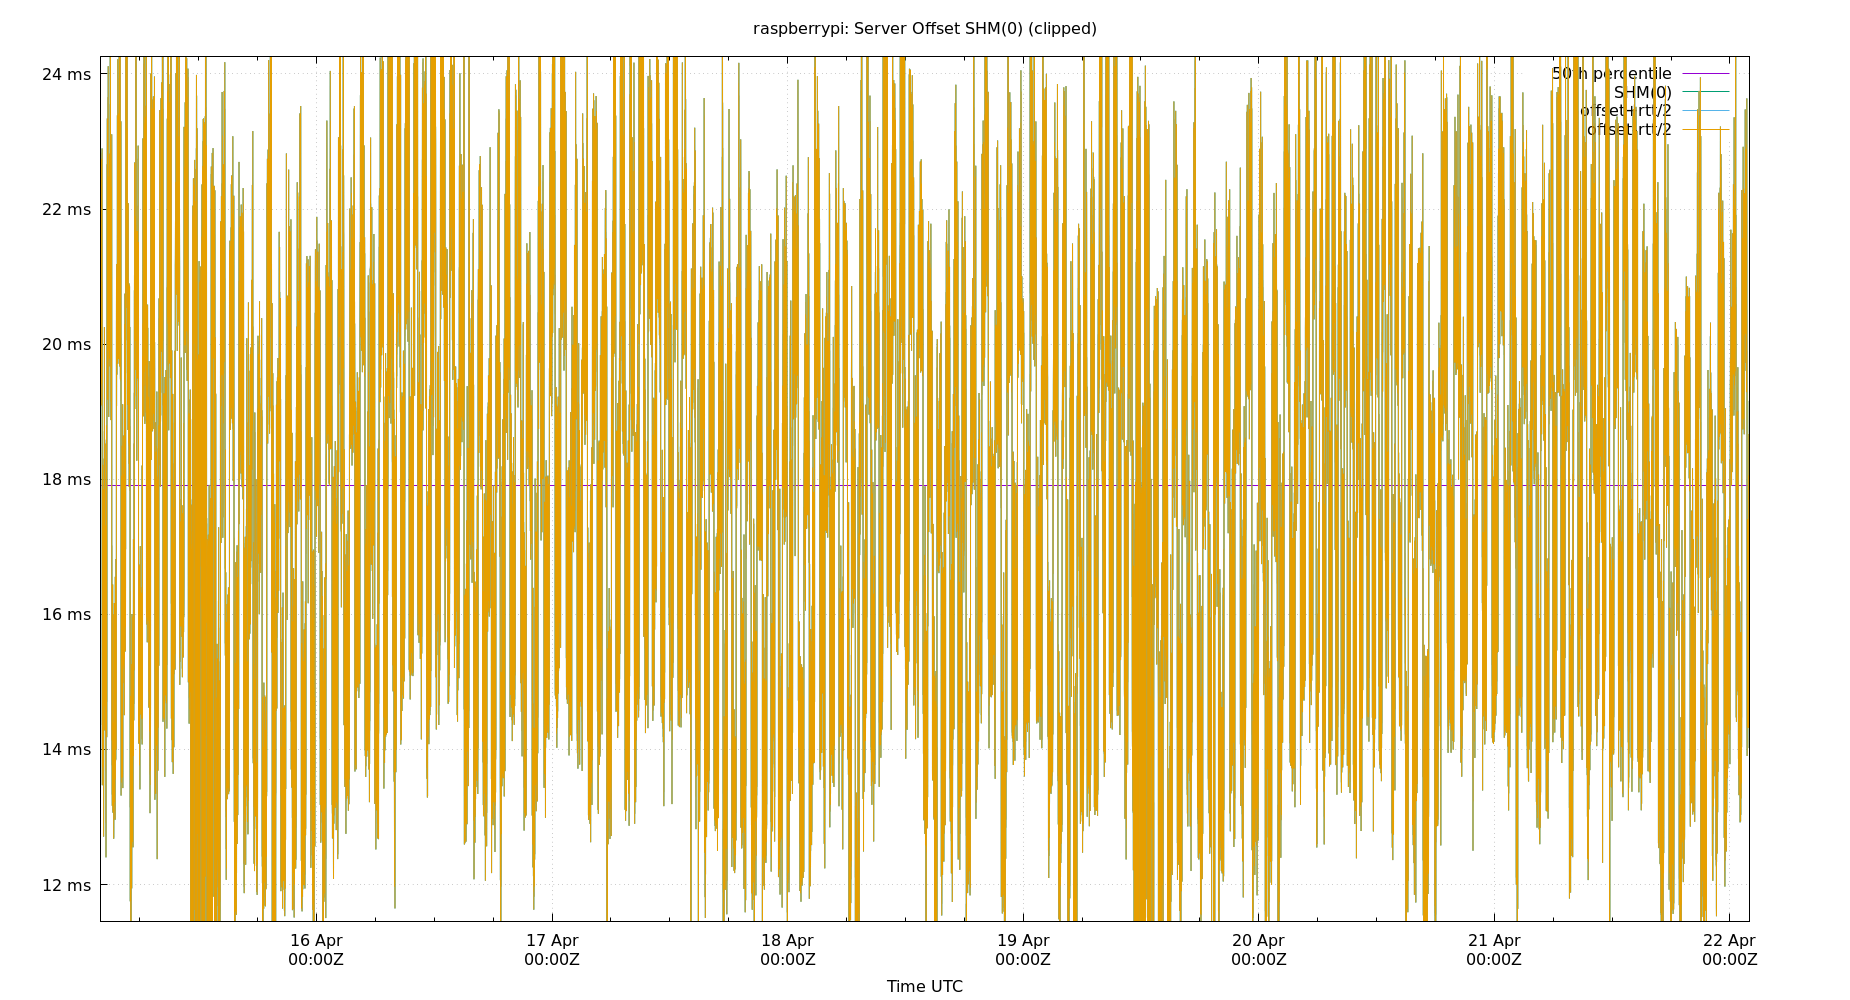 raspberrypi: Server Offset SHM(0) (clipped)
24 ms
22 ms
20 ms
18 ms
16 ms
14 ms
12 ms
50th percentile
SHM(0)
offset+rtt/2
offset-rtt/2
16 Apr
00:00Z
17 Apr
00:00Z
18 Apr
00:00Z
19 Apr
00:00Z
20 Apr
00:00Z
21 Apr
00:00Z
22 Apr
00:00Z
Time UTC